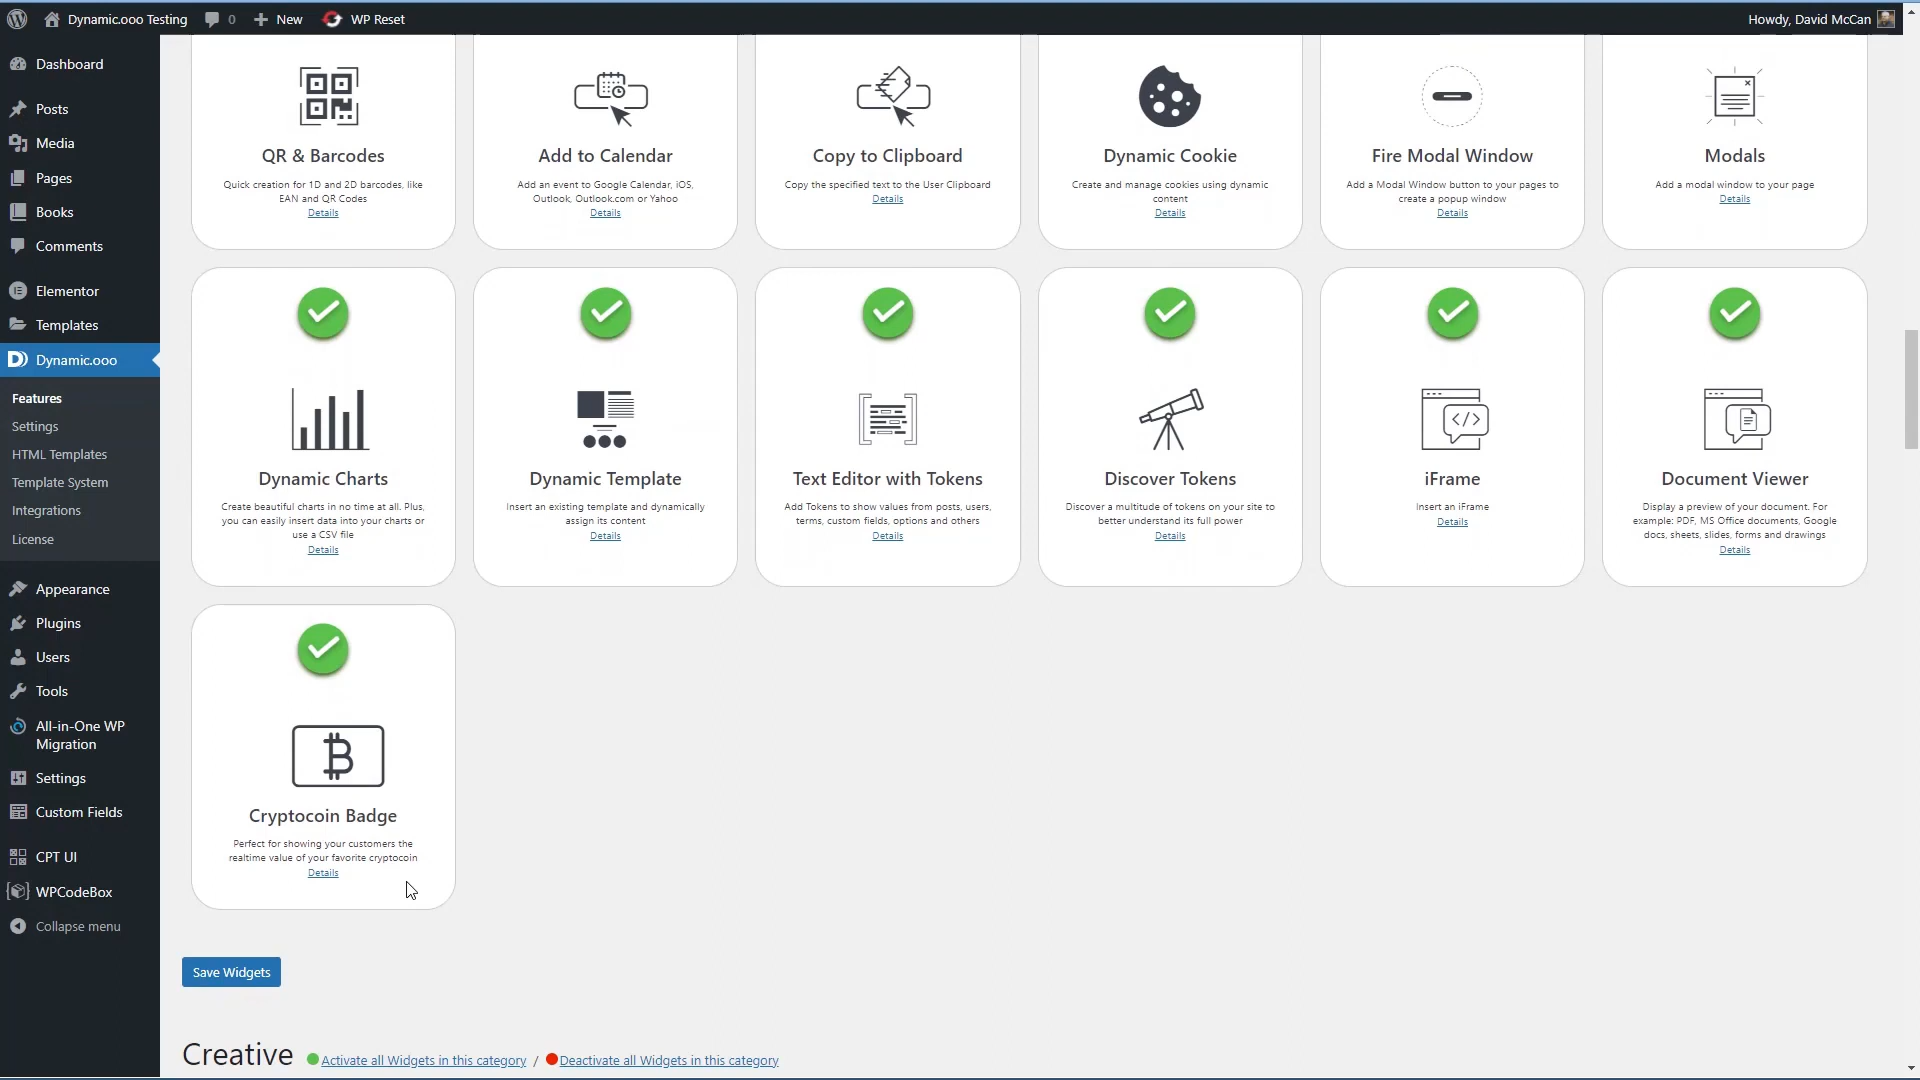 Dynamic.ooo Testing
0
New
WP Reset
Howdy, David McCan
Dashboard
Posts
Media
Pages
Books
Comments
Elementor
Templates
Dynamic.ooo
Features
Settings
HTML Templates
Template System
Integrations
License
Appearance
Plugins
Users
Tools
All-in-One WP
Migration
Settings
Custom Fields
CPT UI
WPCodeBox
Collapse menu
QR & Barcodes
Quick creation for 1D and 2D barcodes, like
EAN and QR Codes
Details
Add to Calendar
Add an event to Google Calendar, iOS,
Outlook, Outlook.com or Yahoo
Details
Copy to Clipboard
Copy the specified text to the User Clipboard
Details
Dynamic Cookie
Create and manage cookies using dynamic
content
Details
Fire Modal Window
Add a Modal Window button to your pages to
create a popup window
Details
Modals
Add a modal window to your page
Details
Dynamic Charts
Create beautiful charts in no time at all. Plus,
you can easily insert data into your charts or
use a CSV file
Details
Dynamic Template
Insert an existing template and dynamically
assign its content
Details
Text Editor with Tokens
Add Tokens to show values from posts, users,
terms, custom fields, options and others
Details
Discover Tokens
Discover a multitude of tokens on your site to
better understand its full power
Details
iFrame
Insert an iFrame
Details
Document Viewer
Display a preview of your document. For
example: PDF, MS Office documents, Google
docs, sheets, slides, forms and drawings
Details
Cryptocoin Badge
Perfect for showing your customers the
realtime value of your favorite cryptocoin
Details
Save Widgets
Creative Activate all Widgets in this category / Deactivate all Widgets in this category